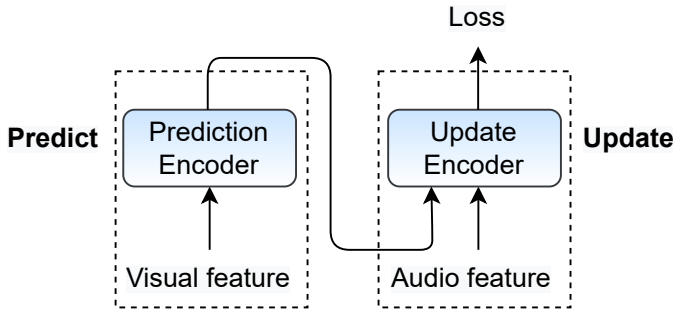 Loss
Predict
Prediction
Encoder
Update
Encoder
Update
Visual feature
Audio feature